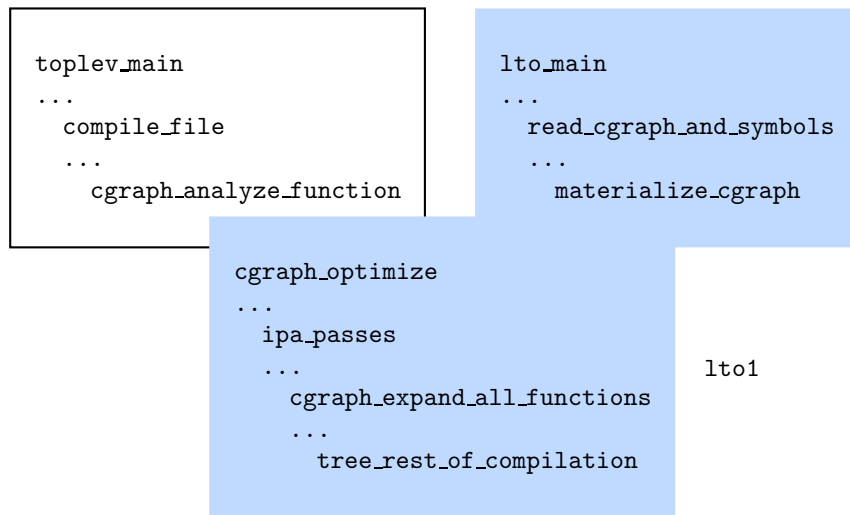 toplev_main
...
compile_file
...
cgraph_analyze_function
lto_main
...
read_cgraph_and_symbols
...
materialize_cgraph
cgraph_optimize
...
ipa_passes
...
cgraph_expand_all_functions
...
tree_rest_of_compilation
lto1